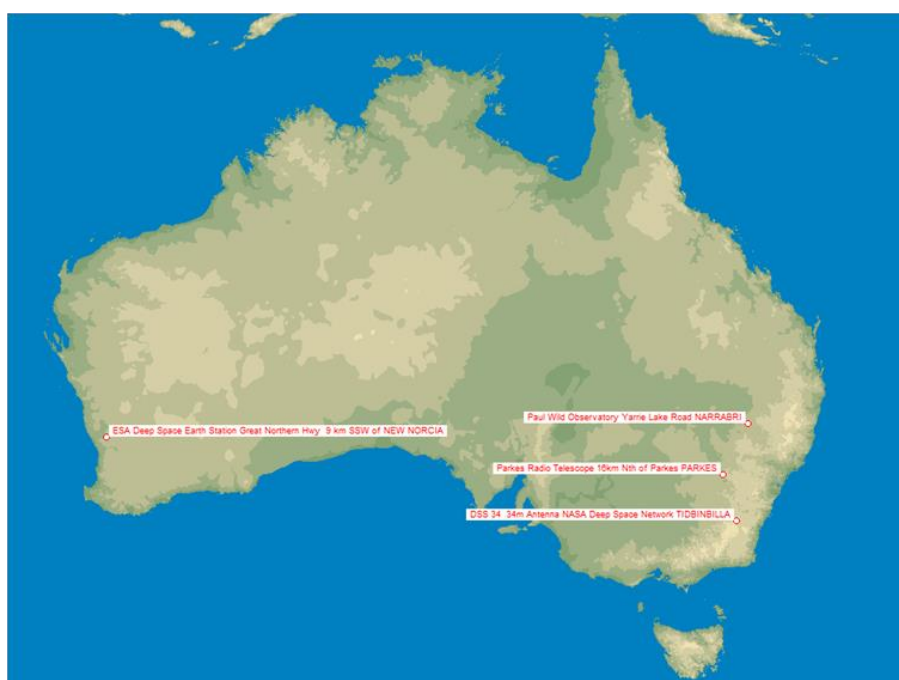 Paul Wild Observatory Yarrie Lake Road NARRABRI
ESA Deep Space Earth Station Great Northern Hwy 9 km SSW of NEW NORCIA
Parkes Radio Telescope 16km Nth of Parkes PARKES
DSS 34 34m Antenna NASA Deep Space Network TIDBINBILLA